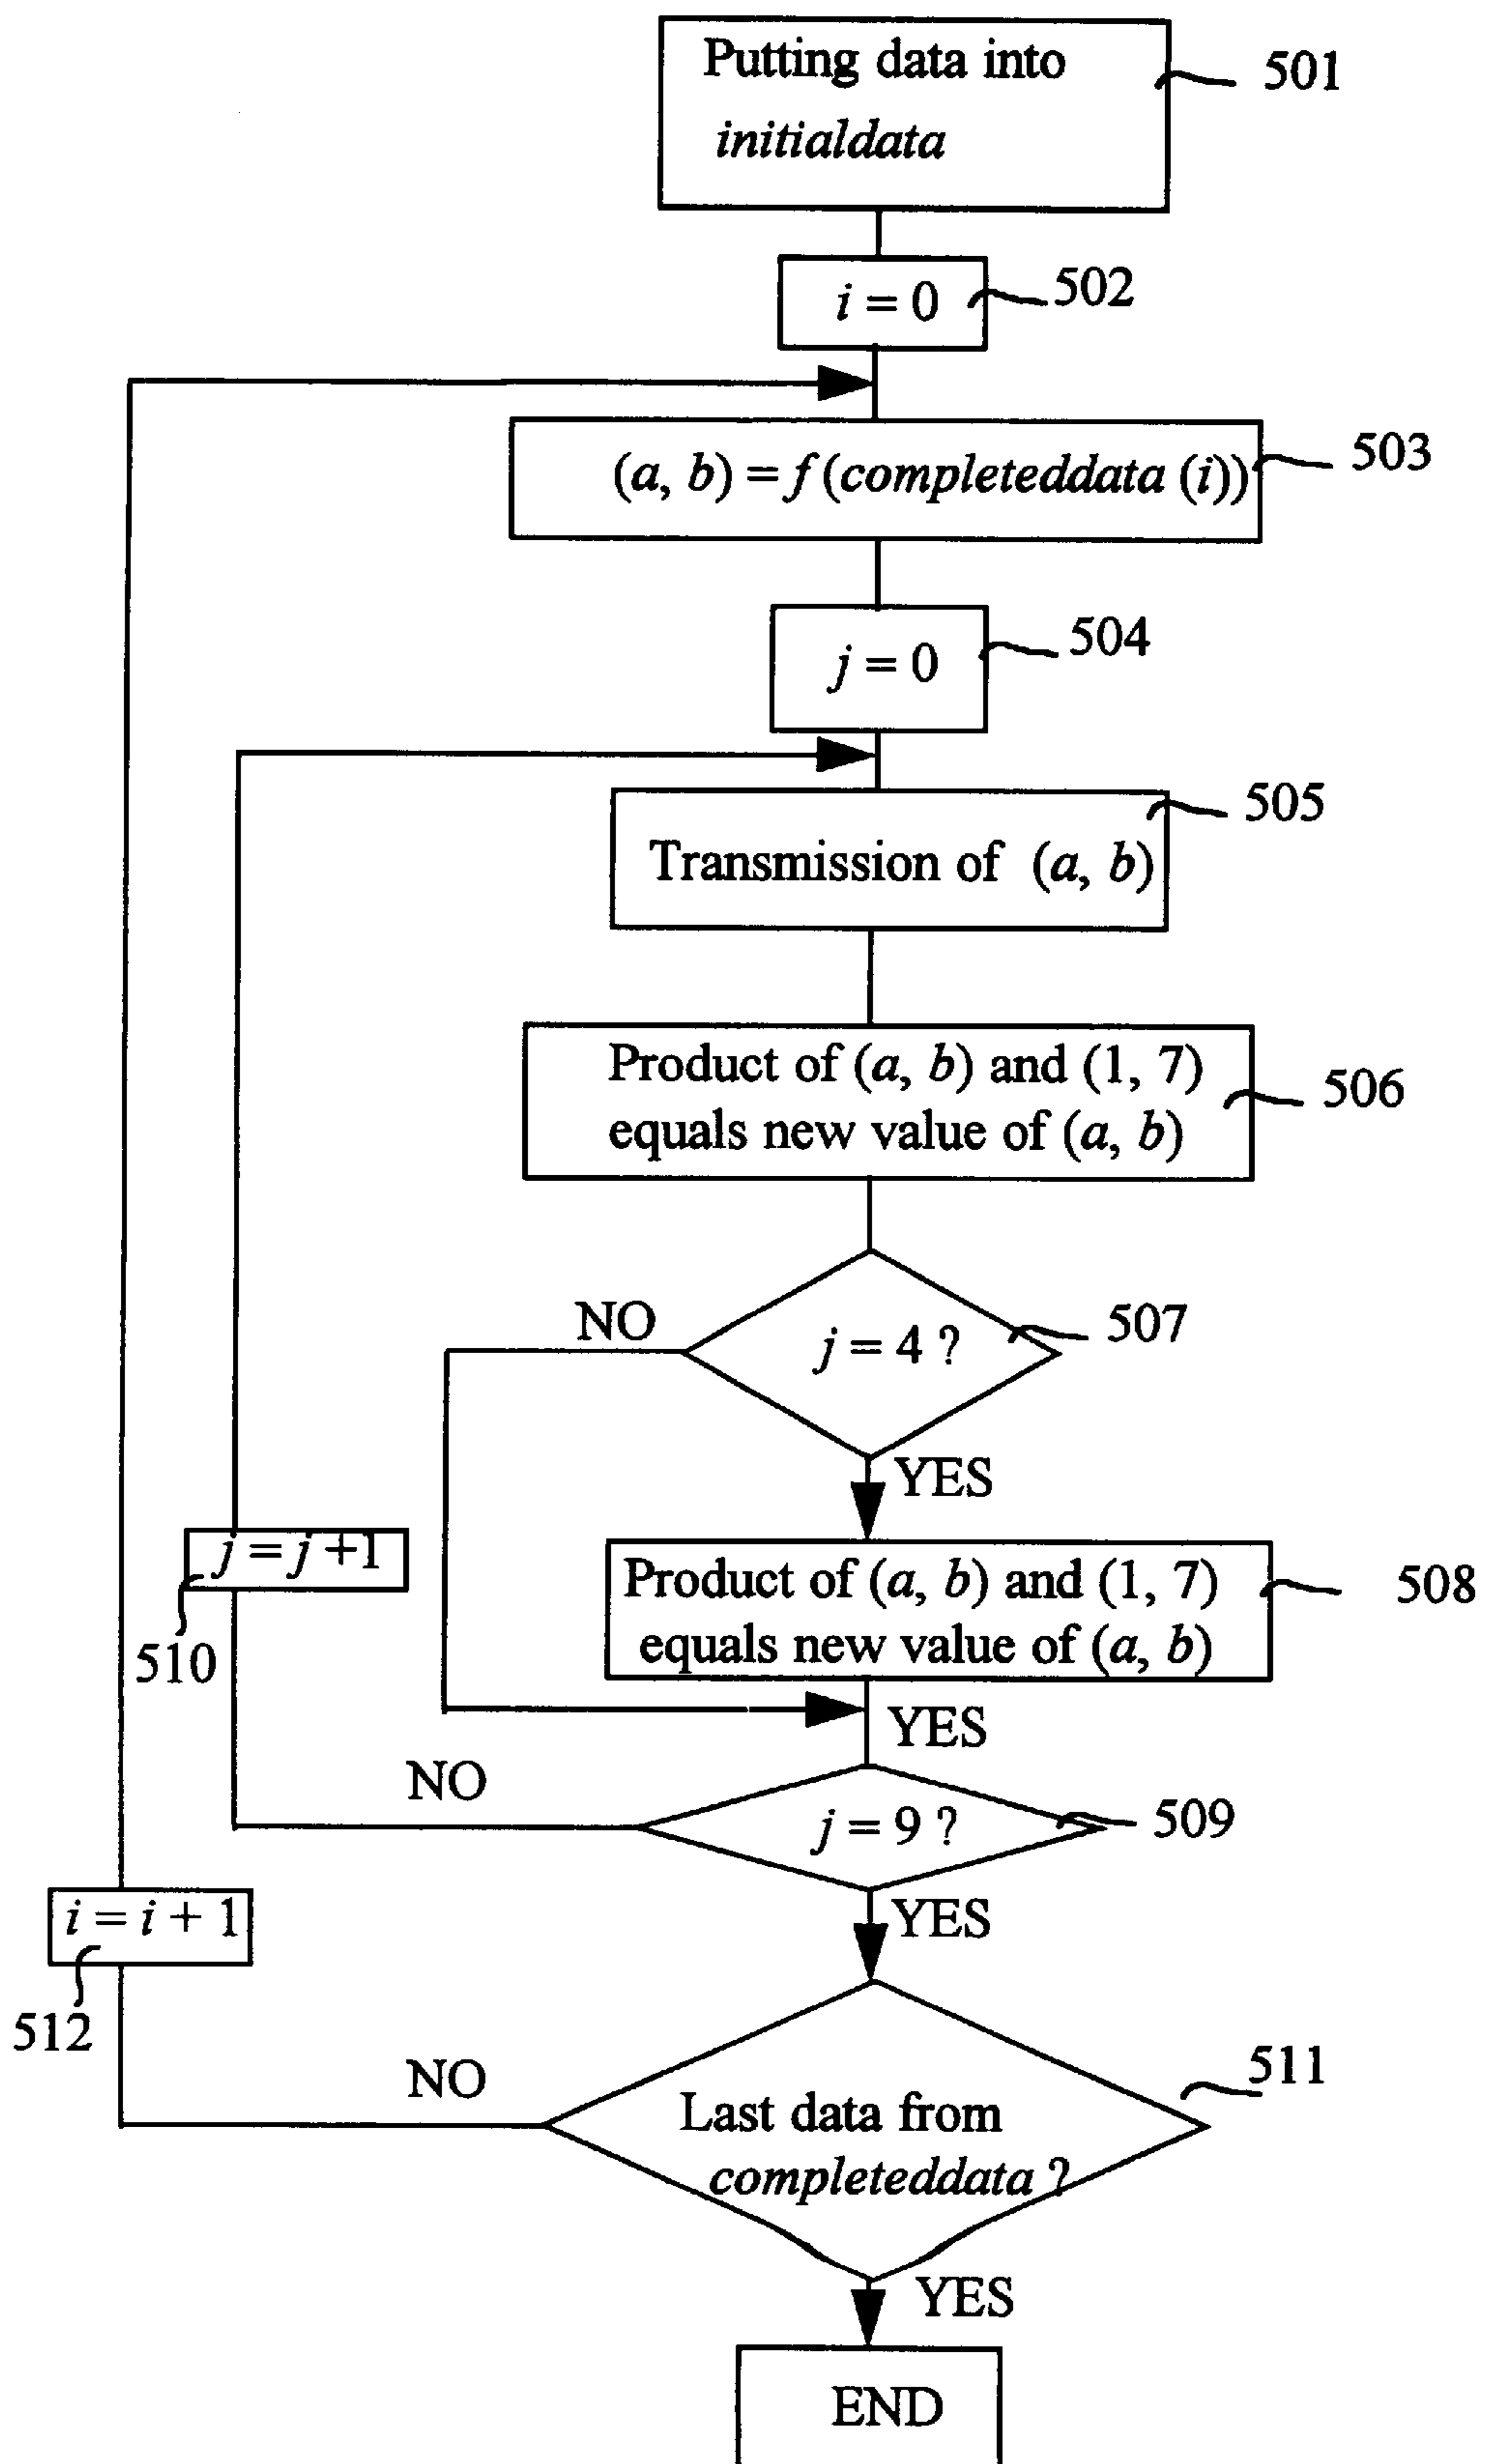 Putting data into
initialdata
501
i = 0
502
(a, b) = f (completeddata (i))
503
j = 0
504
505
Transmission of (a, b)
Product of (a, b) and (1, 7)
equals new value of (a, b)
506
NO
j = 4 ?
507
YES
j = j +1
510
Product of (a, b) and (1, 7)
equals new value of (a, b)
508
YES
NO
j = 9 ?
509
YES
i = i + 1
512
NO
511
Last data from
completeddata ?
YES
END